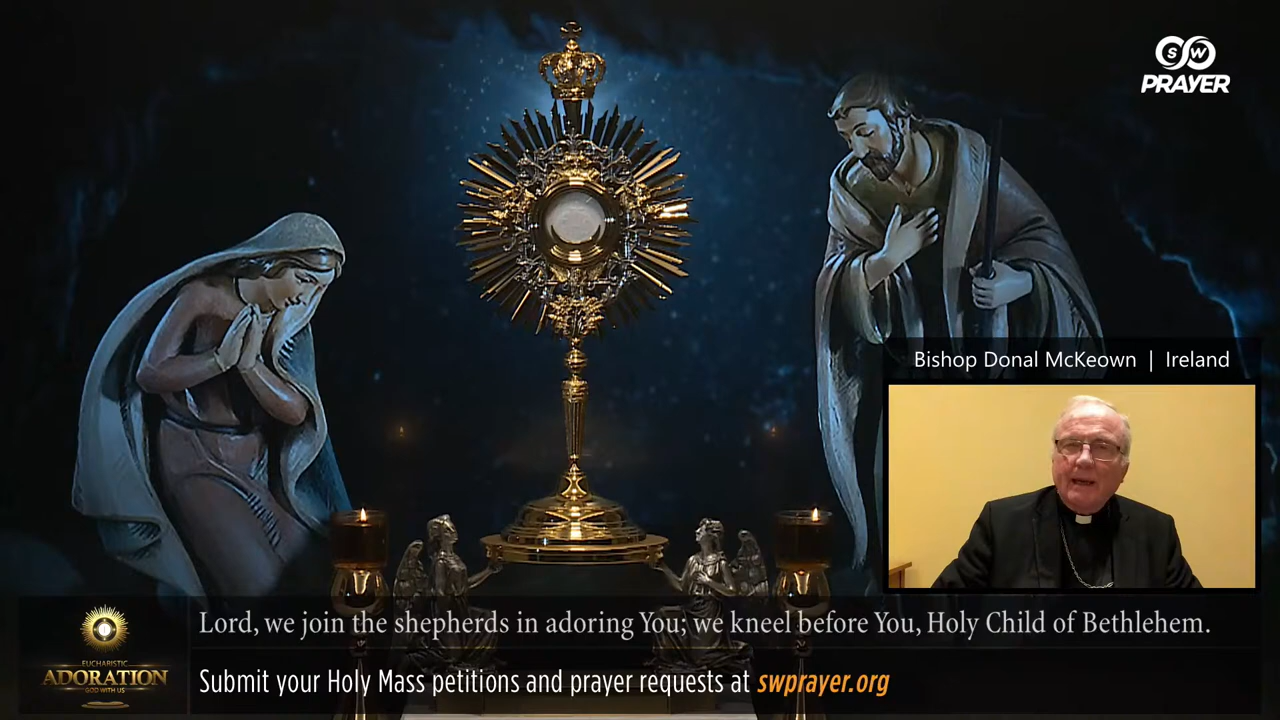 SW
PRAYER
Bishop Donal McKeown | Ireland
Lord, we join the shepherds in adoring You; we kneel before You, Holy Child of Bethlehem.
EUCHARISTIC
ADORATION
GOD WITH US
Submit your Holy Mass petitions and prayer requests at swprayer.org